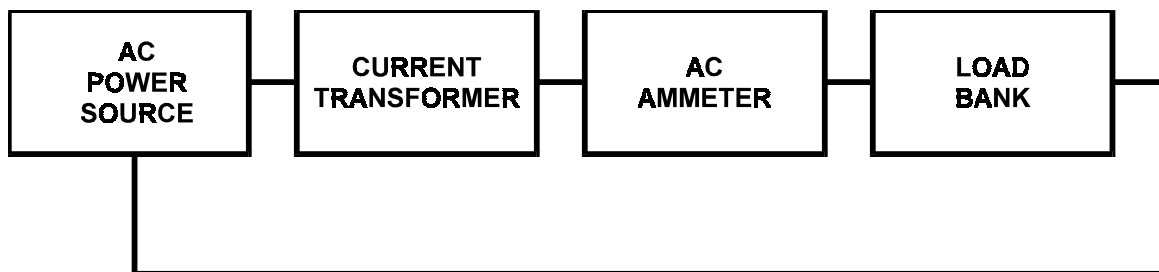 AC
POWER
SOURCE
CURRENT
TRANSFORMER
AC
AMMETER
LOAD
BANK